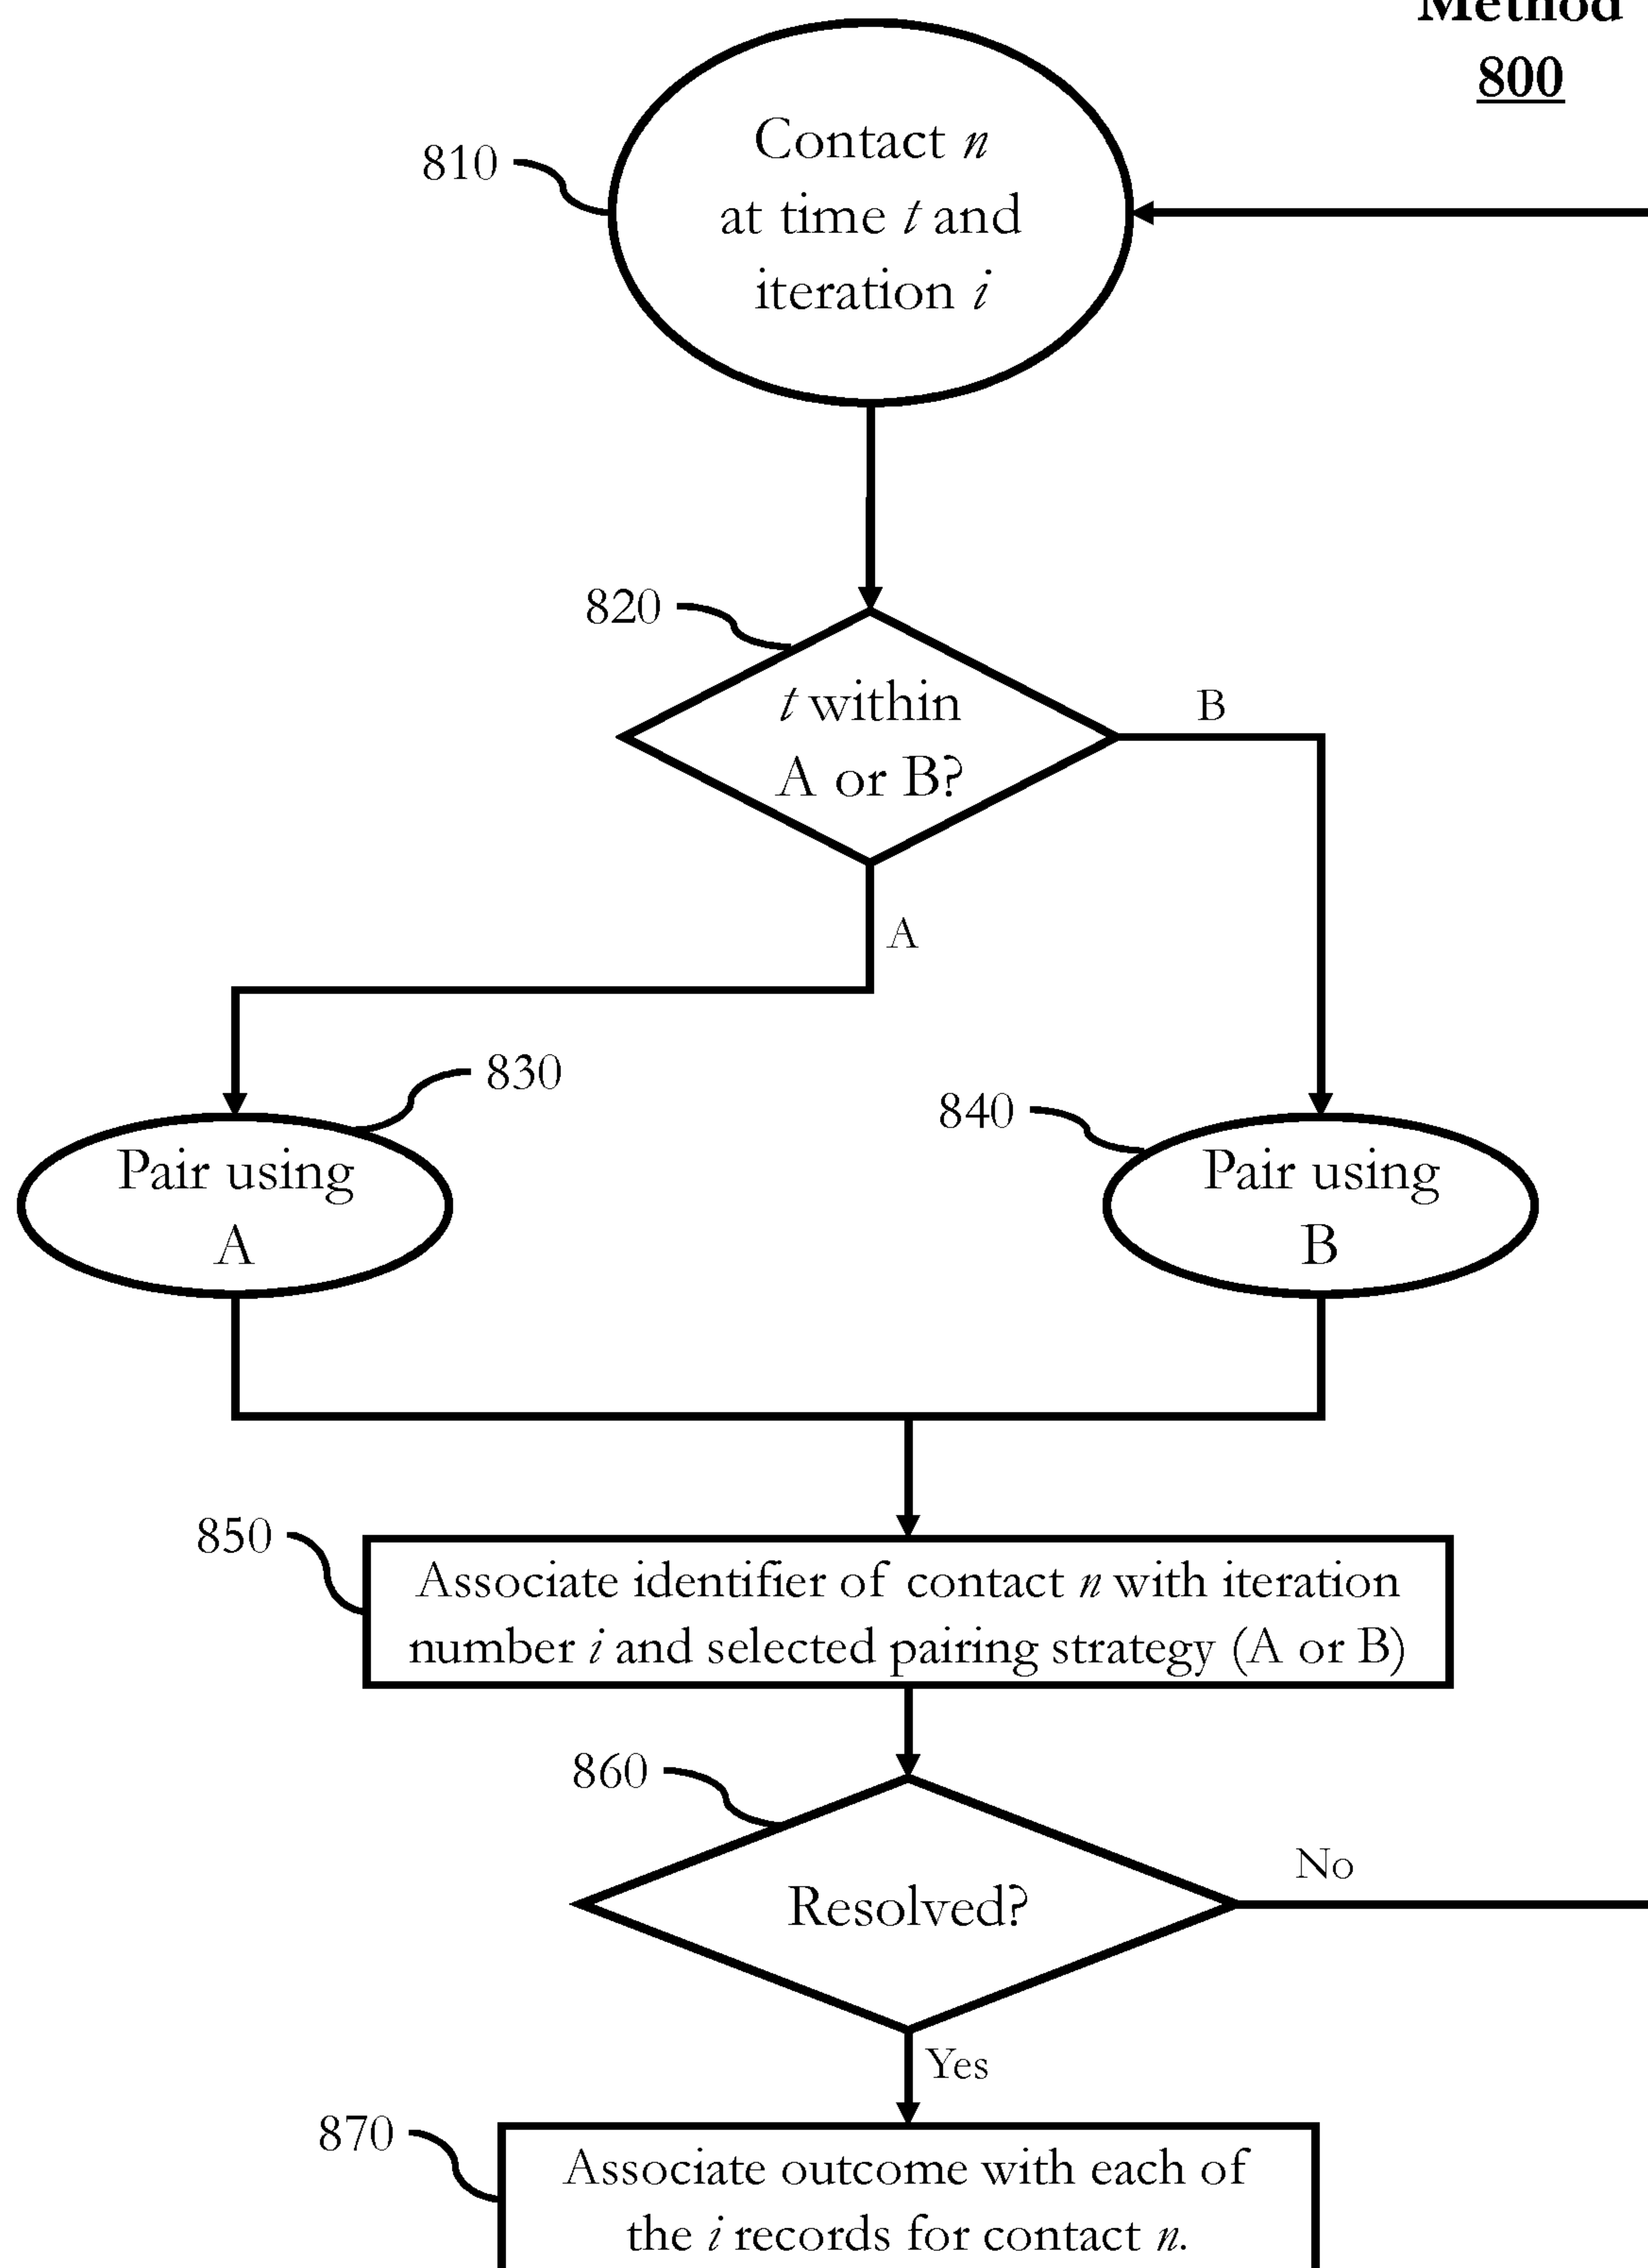 Method
800
810
Contact n
at time t and
iteration i
820
t within
A or B?
B
A
830
Pair using
A
840
Pair using
B
850
Associate identifier of contact n with iteration
number i and selected pairing strategy (A or B)
860
Resolved?
No
Yes
870
Associate outcome with each of
the i records for contact n.